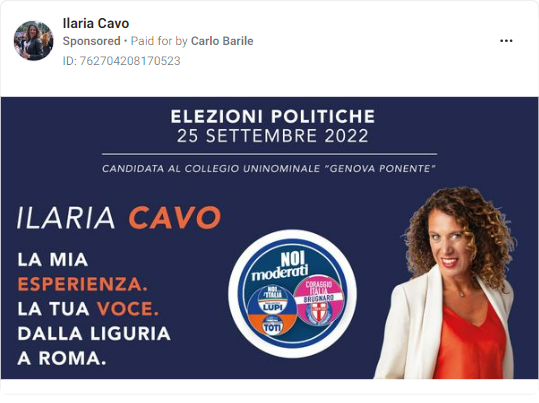 Ilaria Cavo
Sponsored • Paid for by Carlo Barile
ID: 762704208170523
ELEZIONI POLITICHE
25 SETTEMBRE 2022
CANDIDATA AL COLLEGIO UNINOMINALE "GENOVA PONENTE"
ILARIA CAVO
LA MIA
ESPERIENZA.
LA TUA VOCE.
DALLA LIGURIA
A ROMA.
NOI
moderati
NOI CON
L'ITALIA
LUPI
TOTI
CORAGGIO
ITALIA
BRUGNARO